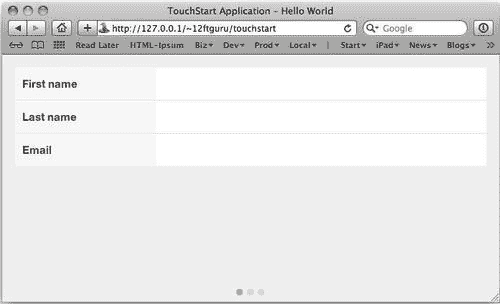 TouchStart Application - Hello World
http://127.0.0.1/~12ftguru/touchstart
Google
Read Later HTML-Ipsum Biz Dev Prod Local Start iPad News Blogs
First name
Last name
Email